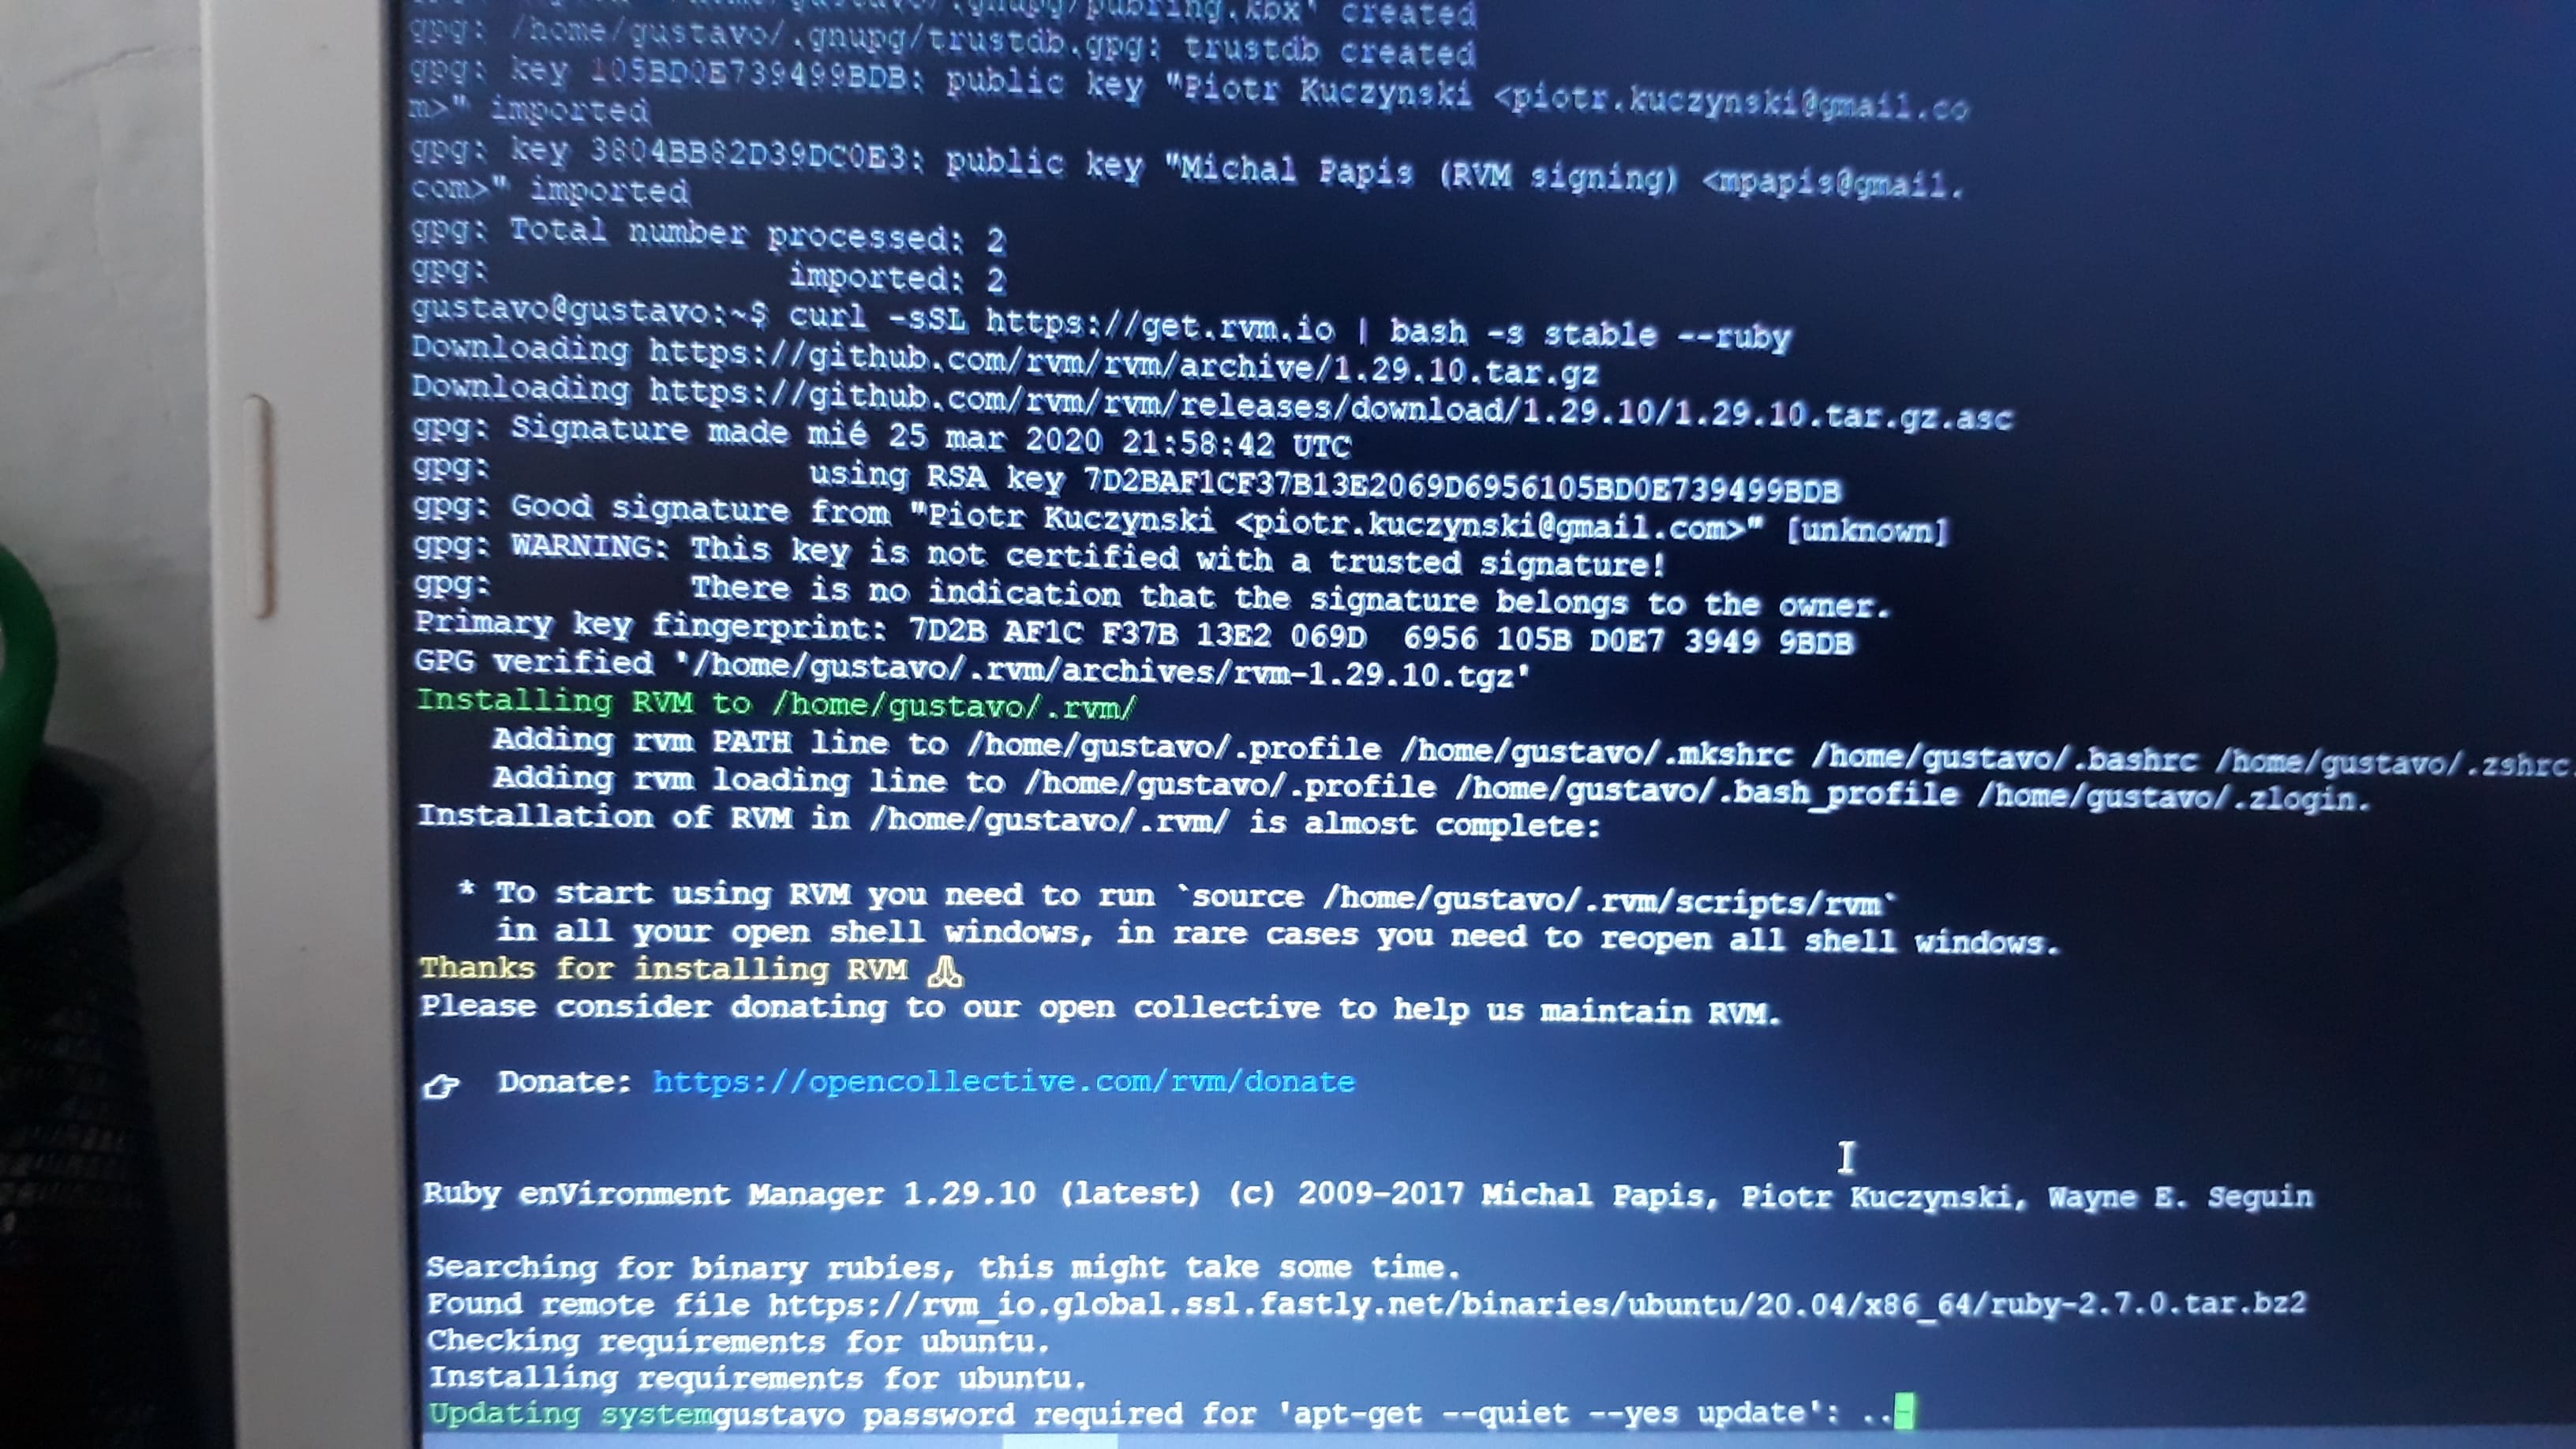 gpg: /home/gustavo/.gnupg/pubring.kbx' created
gpg: /home/gustavo/.gnupg/trustdb.gpg: trustdb created
gpg: key 105BD0E739499BDB: public key "Piotr Kuczynski <piotr.kuczynski@gmail.co
m>" imported
gpg: key 3804BB82D39DC0E3: public key "Michal Papis (RVM signing) <mpapis@gmail.
com>" imported
gpg: Total number processed: 2
gpg:               imported: 2
gustavo@gustavo:~$ curl -sSL https://get.rvm.io | bash -s stable --ruby
Downloading https://github.com/rvm/rvm/archive/1.29.10.tar.gz
Downloading https://github.com/rvm/rvm/releases/download/1.29.10/1.29.10.tar.gz.asc
gpg: Signature made mié 25 mar 2020 21:58:42 UTC
gpg:                using RSA key 7D2BAF1CF37B13E2069D6956105BD0E739499BDB
gpg: Good signature from "Piotr Kuczynski <piotr.kuczynski@gmail.com>" [unknown]
gpg: WARNING: This key is not certified with a trusted signature!
gpg:          There is no indication that the signature belongs to the owner.
Primary key fingerprint: 7D2B AF1C F37B 13E2 069D  6956 105B D0E7 3949 9BDB
GPG verified '/home/gustavo/.rvm/archives/rvm-1.29.10.tgz'
Installing RVM to /home/gustavo/.rvm/
    Adding rvm PATH line to /home/gustavo/.profile /home/gustavo/.mkshrc /home/gustavo/.bashrc /home/gustavo/.zshrc.
    Adding rvm loading line to /home/gustavo/.profile /home/gustavo/.bash_profile /home/gustavo/.zlogin.
Installation of RVM in /home/gustavo/.rvm/ is almost complete:
  * To start using RVM you need to run `source /home/gustavo/.rvm/scripts/rvm`
    in all your open shell windows, in rare cases you need to reopen all shell windows.
Thanks for installing RVM 🙏
Please consider donating to our open collective to help us maintain RVM.
👉  Donate: https://opencollective.com/rvm/donate
Ruby enVironment Manager 1.29.10 (latest) (c) 2009-2017 Michal Papis, Piotr Kuczynski, Wayne E. Seguin
Searching for binary rubies, this might take some time.
Found remote file https://rvm_io.global.ssl.fastly.net/binaries/ubuntu/20.04/x86_64/ruby-2.7.0.tar.bz2
Checking requirements for ubuntu.
Installing requirements for ubuntu.
Updating systemgustavo password required for 'apt-get --quiet --yes update': ..-